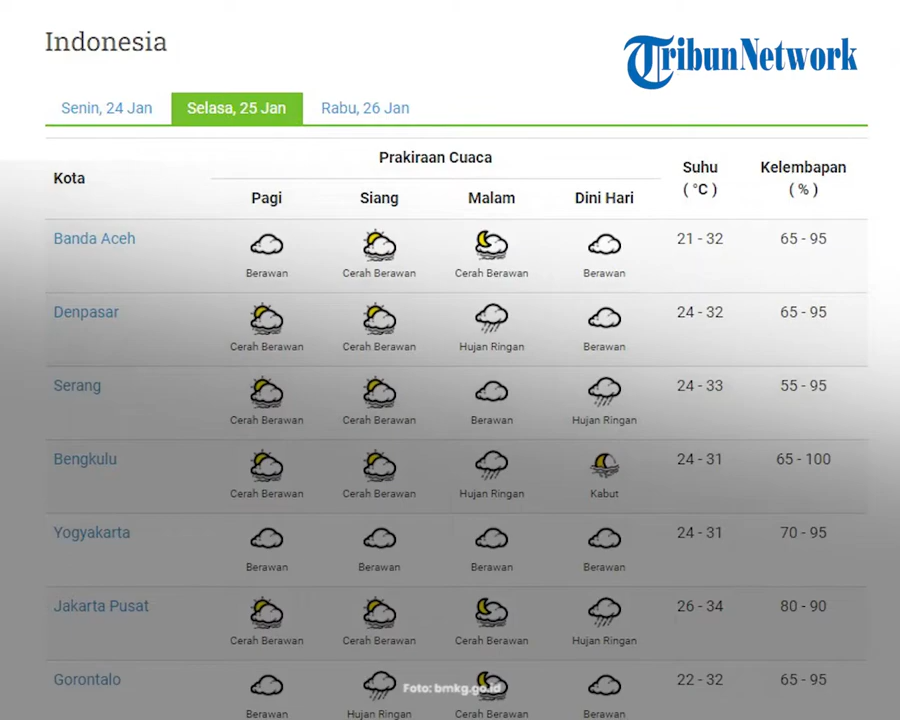 Indonesia
Tribun Network
Senin, 24 Jan Selasa, 25 Jan Rabu, 26 Jan
Kota Prakiraan Cuaca Suhu ( °C ) Kelembapan ( % )
Pagi Siang Malam Dini Hari
Banda Aceh 21 - 32 65 - 95
Berawan Cerah Berawan Cerah Berawan Berawan
Denpasar 24 - 32 65 - 95
Cerah Berawan Cerah Berawan Hujan Ringan Berawan
Serang 24 - 33 55 - 95
Cerah Berawan Cerah Berawan Berawan Hujan Ringan
Bengkulu 24 - 31 65 - 100
Cerah Berawan Cerah Berawan Hujan Ringan Kabut
Yogyakarta 24 - 31 70 - 95
Berawan Berawan Berawan Berawan
Jakarta Pusat 26 - 34 80 - 90
Cerah Berawan Cerah Berawan Cerah Berawan Hujan Ringan
Gorontalo 22 - 32 65 - 95
Foto: bmkg.go.id
Berawan Hujan Ringan Cerah Berawan Berawan